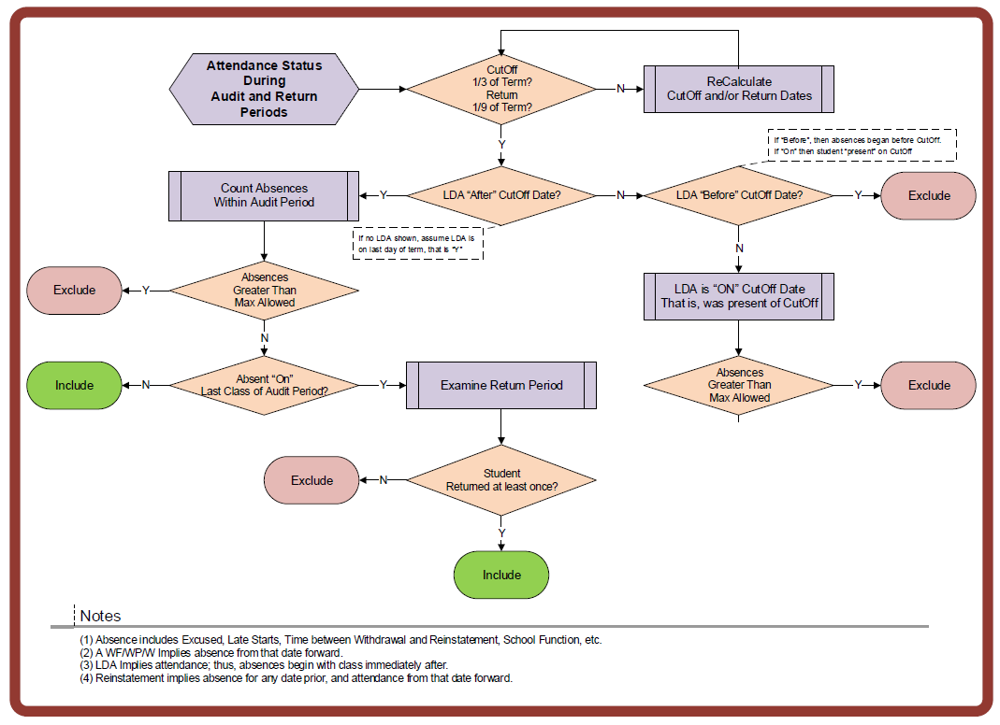 Attendance Status
During
Audit and Return
Periods
CutOff
1/3 of Term?
Return
1/9 of Term?
N
ReCalculate
CutOff and/or Return Dates
Y
If "Before", then absences began before CutOff.
If "On" then student "present" on CutOff
Count Absences
Within Audit Period
Y
LDA “After” CutOff Date?
N
LDA “Before” CutOff Date?
Y
Exclude
If no LDA shown, assume LDA is
on last day of term, that is “Y”
N
Exclude
Y
Absences
Greater Than
Max Allowed
LDA is “ON” CutOff Date
That is, was present of CutOff
N
Include
N
Absent “On”
Last Class of Audit Period?
Y
Examine Return Period
Absences
Greater Than
Max Allowed
Y
Exclude
Exclude
N
Student
Returned at least once?
Y
Include
Notes
(1) Absence includes Excused, Late Starts, Time between Withdrawal and Reinstatement, School Function, etc.
(2) A WF/WP/W Implies absence from that date forward.
(3) LDA Implies attendance; thus, absences begin with class immediately after.
(4) Reinstatement implies absence for any date prior, and attendance from that date forward.